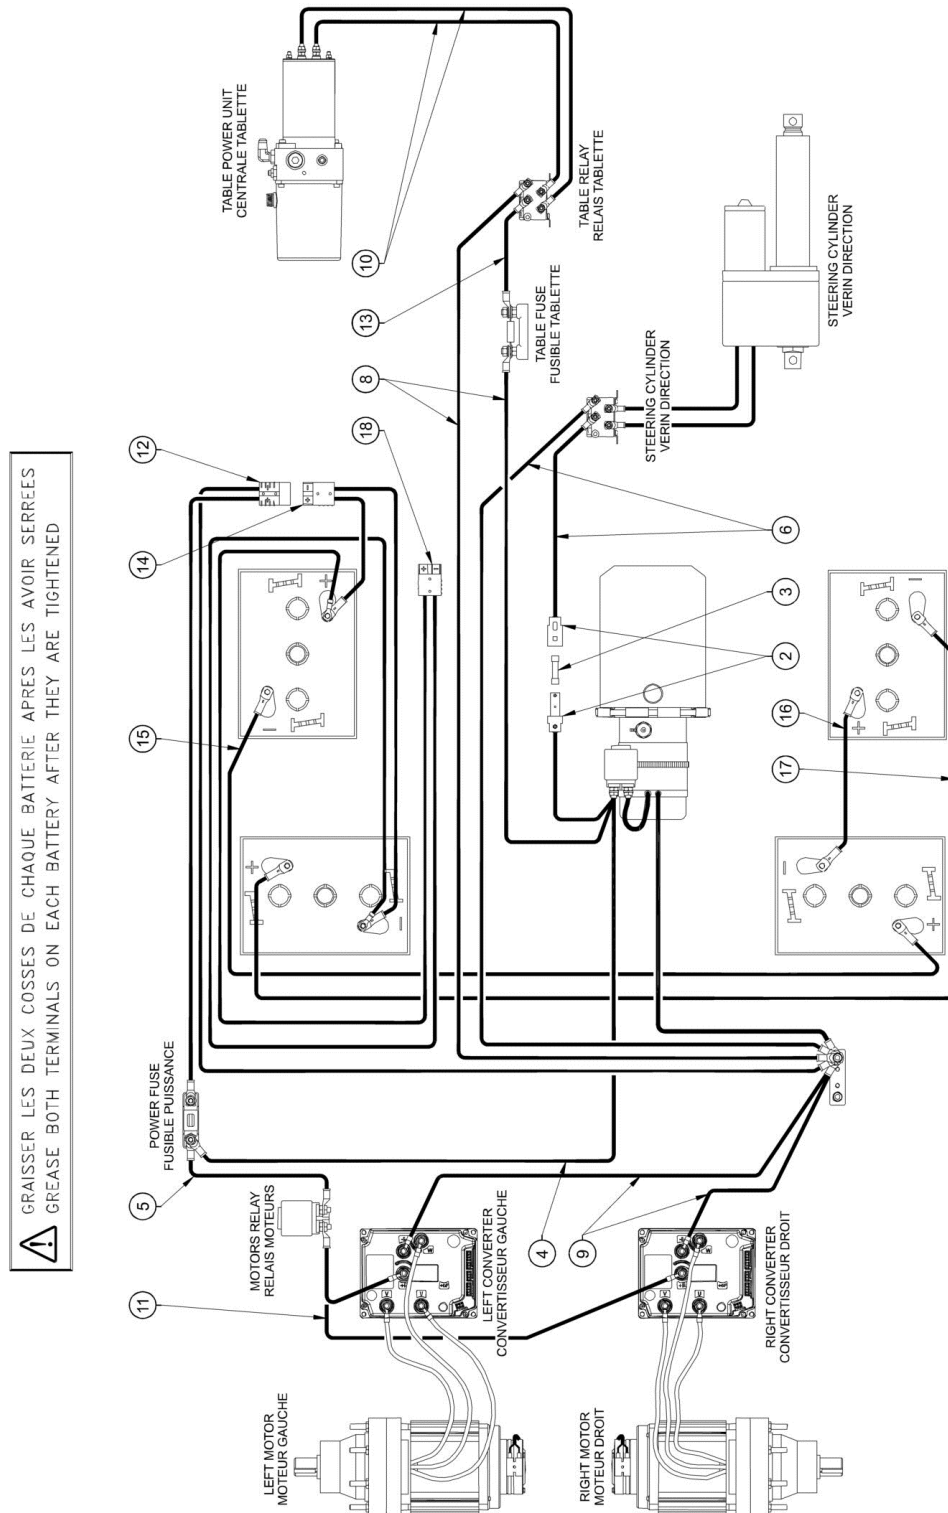 GRAISSER LES DEUX COSSES DE CHAQUE BATTERIE APRES LES AVOIR SERREES
GREASE BOTH TERMINALS ON EACH BATTERY AFTER THEY ARE TIGHTENED
TABLE POWER UNIT
CENTRALE TABLETTE
10
TABLE RELAY
RELAIS TABLETTE
13
TABLE FUSE
FUSIBLE TABLETTE
8
STEERING CYLINDER
VERIN DIRECTION
STEERING CYLINDER
VERIN DIRECTION
12
14
18
6
3
2
15
16
17
POWER FUSE
FUSIBLE PUISSANCE
5
MOTORS RELAY
RELAIS MOTEURS
4
9
11
LEFT CONVERTER
CONVERTISSEUR GAUCHE
RIGHT CONVERTER
CONVERTISSEUR DROIT
LEFT MOTOR
MOTEUR GAUCHE
RIGHT MOTOR
MOTEUR DROIT